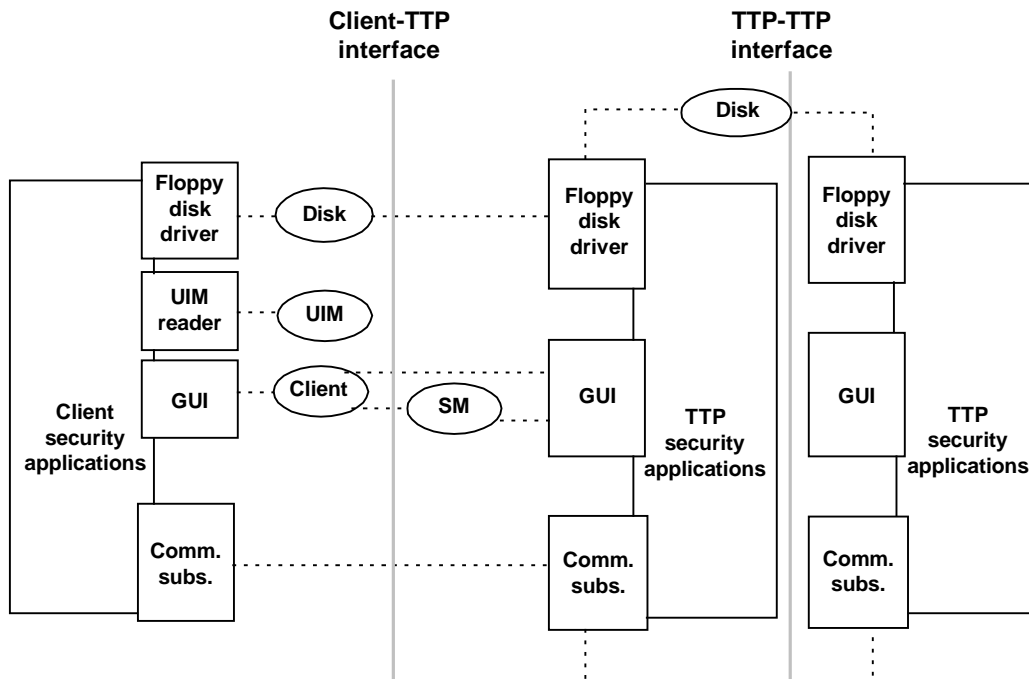 Client-TTP
interface
TTP-TTP
interface
Disk
Floppy
disk
driver
Disk
Floppy
disk
driver
Floppy
disk
driver
UIM
reader
UIM
GUI
Client
SM
GUI
GUI
Client
security
applications
TTP
security
applications
TTP
security
applications
Comm.
subs.
Comm.
subs.
Comm.
subs.